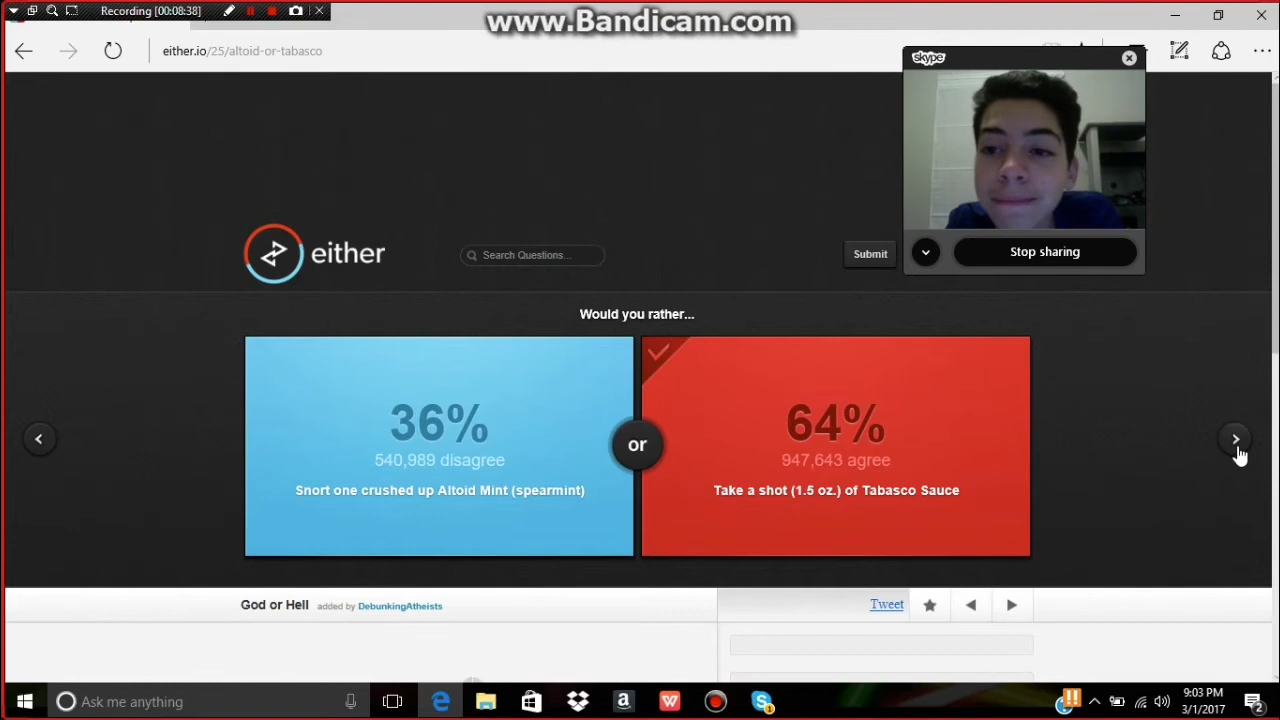 Recording [00:08:38]
www.Bandicam.com
either.io/25/altoid-or-tabasco
skype
Stop sharing
either
Search Questions...
Submit
Would you rather...
36%
540,989 disagree
Snort one crushed up Altoid Mint (spearmint)
or
64%
947,643 agree
Take a shot (1.5 oz.) of Tabasco Sauce
God or Hell added by DebunkingAtheists
Tweet
Ask me anything
9:03 PM
3/1/2017
2